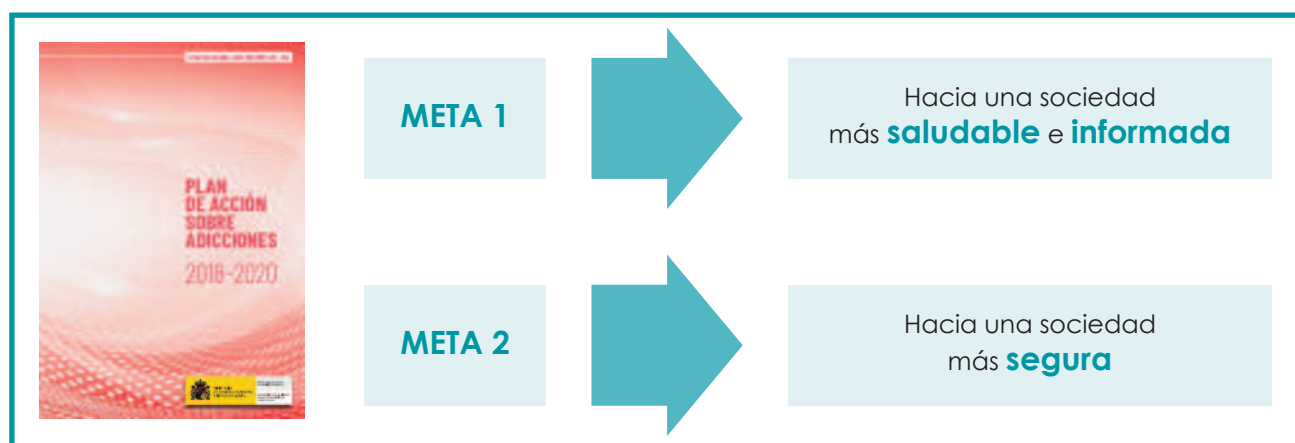 PLAN
DE ACCIÓN
SOBRE
ADICCIONES
2018-2020
META 1
Hacia una sociedad
más saludable e informada
META 2
Hacia una sociedad
más segura